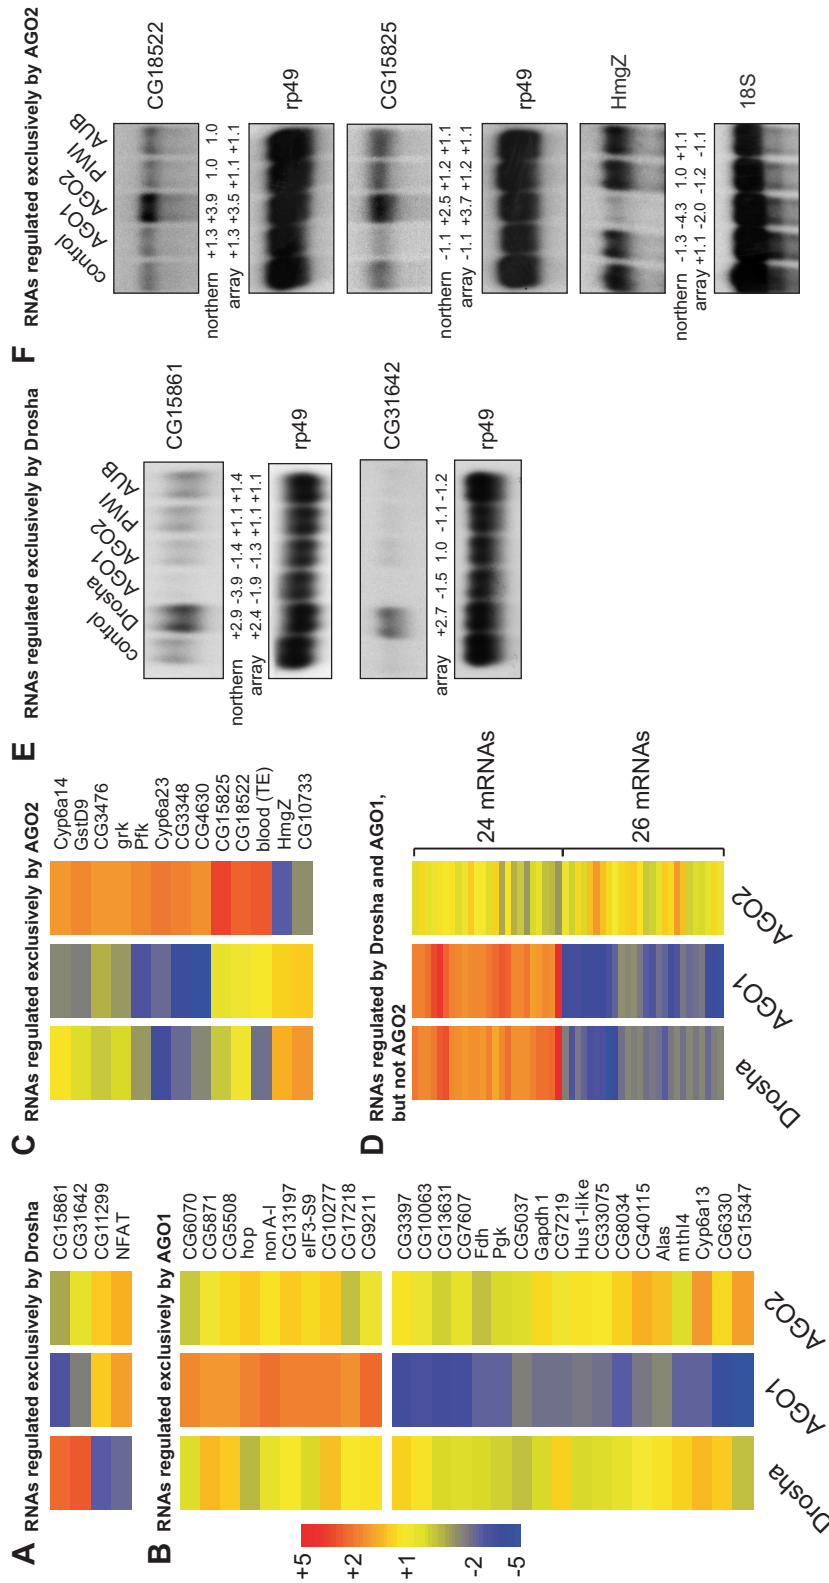 A RNAs regulated exclusively by Drosha
CG15861
CG31642
CG11299
NFAT
B RNAs regulated exclusively by AGO1
CG6070
CG5871
CG5508
hop
non A-l
CG13197
eIF3-S9
CG10277
CG17218
CG9211
CG3397
CG10063
CG13631
CG7607
Fdh
Pgk
CG5037
Gapdh1
CG7219
Hus1-like
CG33075
CG8034
CG40115
Alas
mthl4
Cyp6a13
CG6330
CG15347
Drosha
AGO1
AGO2
+5
+2
+1
-2
-5
C RNAs regulated exclusively by AGO2
Cyp6a14
GstD9
CG3476
grk
Pfk
Cyp6a23
CG3348
CG4630
CG15825
CG18522
blood (TE)
HmgZ
CG10733
D RNAs regulated by Drosha and AGO1,
but not AGO2
24 mRNAs
26 mRNAs
Drosha
AGO1
AGO2
E RNAs regulated exclusively by Drosha
control Drosha AGO1 AGO2 PIWI AUB
CG15861
northern +2.9 -3.9 -1.4 +1.1 +1.4
array +2.4 -1.9 -1.3 +1.1 +1.1
rp49
CG31642
array +2.7 -1.5 1.0 -1.1 -1.2
rp49
F RNAs regulated exclusively by AGO2
control AGO1 AGO2 PIWI AUB
CG18522
northern +1.3 +3.9 1.0 1.0
array +1.3 +3.5 +1.1 +1.1
rp49
CG15825
northern -1.1 +2.5 +1.2 +1.1
array -1.1 +3.7 +1.2 +1.1
rp49
HmgZ
northern -1.3 -4.3 1.0 +1.1
array +1.1 -2.0 -1.2 -1.1
18S